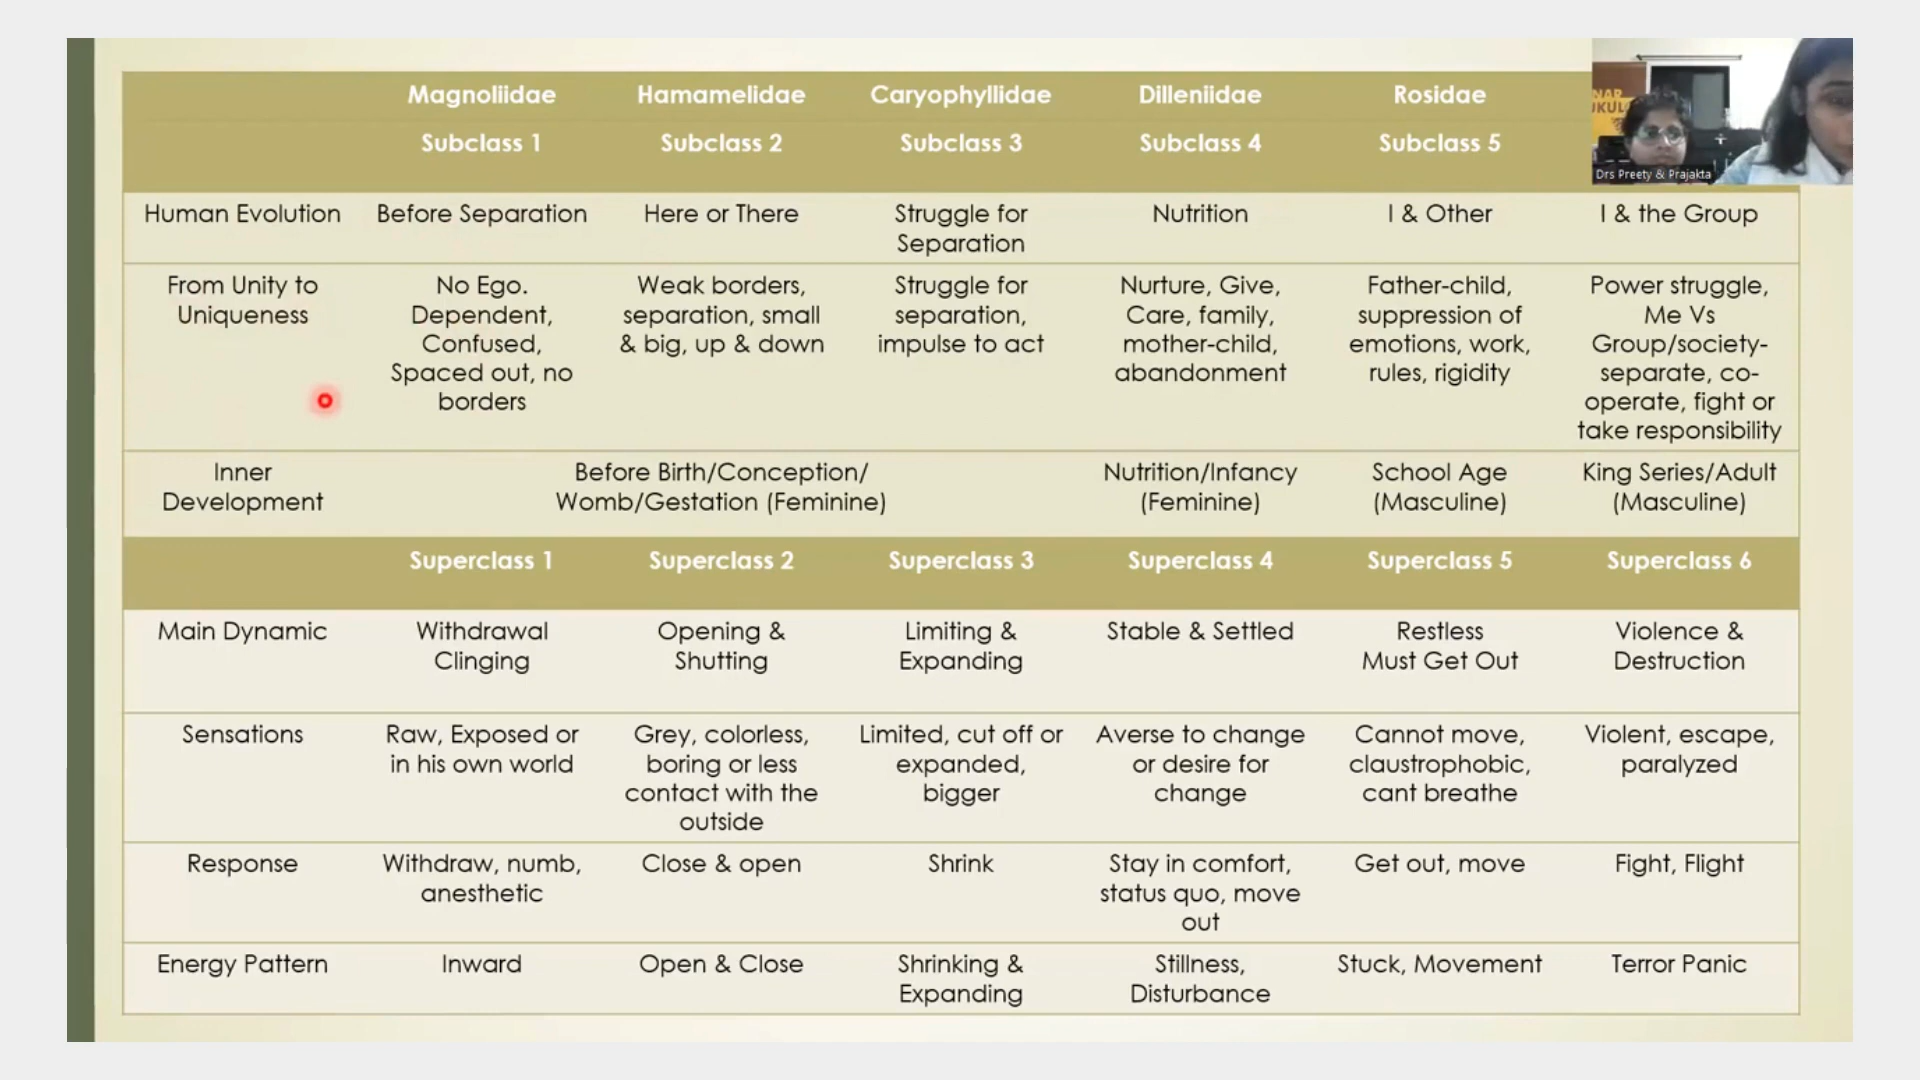 Magnoliidae Hamamelidae Caryophyllidae Dilleniidae Rosidae
Subclass 1 Subclass 2 Subclass 3 Subclass 4 Subclass 5
Human Evolution Before Separation Here or There Struggle for Nutrition I & Other I & the Group
Separation
From Unity to No Ego. Weak borders, Struggle for Nurture, Give, Father-child, Power struggle,
Uniqueness Dependent, separation, small separation, Care, family, suppression of Me Vs
Confused, & big, up & down impulse to act mother-child, emotions, work, Group/society-
Spaced out, no abandonment rules, rigidity separate, co-
borders operate, fight or
take responsibility
Inner Before Birth/Conception/ Nutrition/Infancy School Age King Series/Adult
Development Womb/Gestation (Feminine) (Feminine) (Masculine) (Masculine)
Superclass 1 Superclass 2 Superclass 3 Superclass 4 Superclass 5 Superclass 6
Main Dynamic Withdrawal Opening & Limiting & Stable & Settled Restless Violence &
Clinging Shutting Expanding Must Get Out Destruction
Sensations Raw, Exposed or Grey, colorless, Limited, cut off or Averse to change Cannot move, Violent, escape,
in his own world boring or less expanded, or desire for claustrophobic, paralyzed
contact with the bigger change cant breathe
outside
Response Withdraw, numb, Close & open Shrink Stay in comfort, Get out, move Fight, Flight
anesthetic status quo, move
out
Energy Pattern Inward Open & Close Shrinking & Stillness, Stuck, Movement Terror Panic
Expanding Disturbance
NAR
Drs Preety & Prajakta